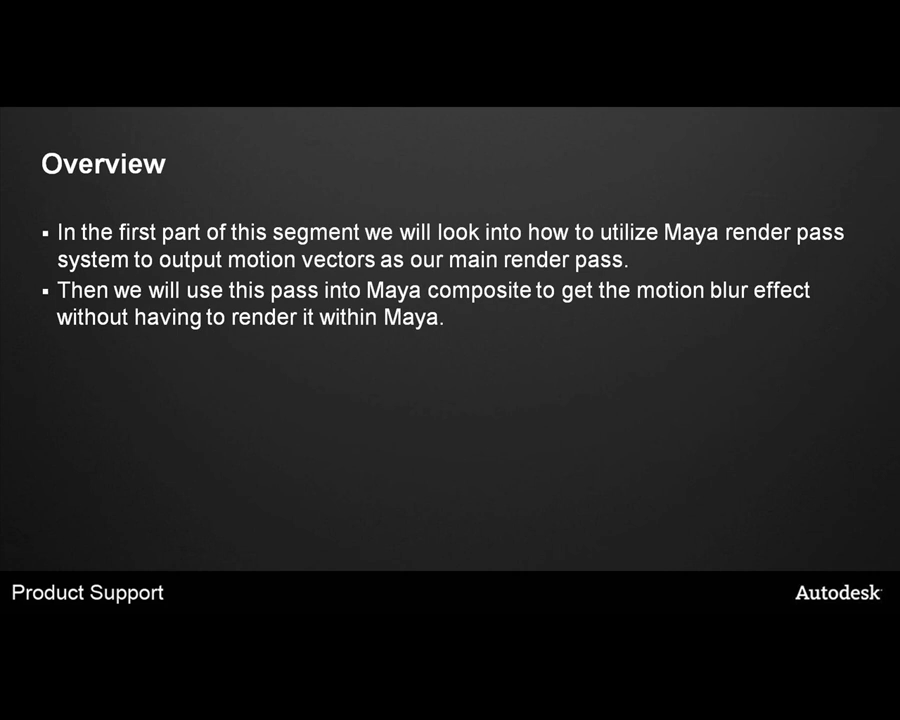 Overview
▪ In the first part of this segment we will look into how to utilize Maya render pass
system to output motion vectors as our main render pass.
▪ Then we will use this pass into Maya composite to get the motion blur effect
without having to render it within Maya.
Product Support
Autodesk